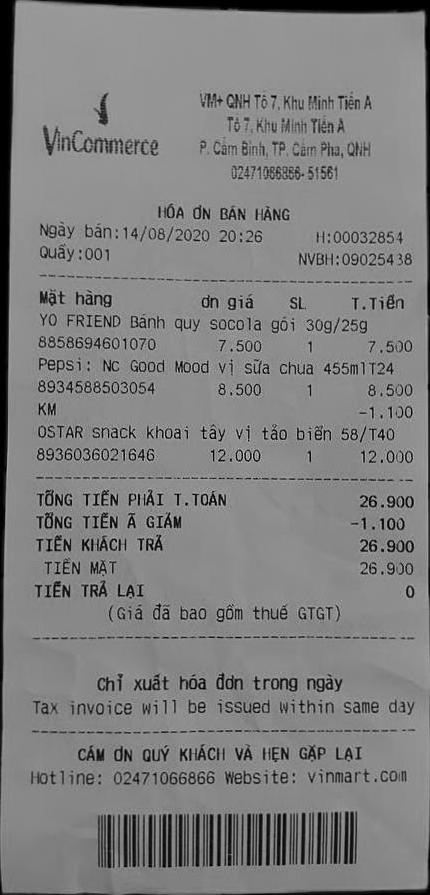 VinCommerce
VM+ QNH Tổ 7, Khu Minh Tiến A
Tổ 7, Khu Minh Tiến A
P. Cẩm Bình, TP. Cẩm Phả, QNH
02471066866-51561
HÓA ƠN BÁN HÀNG
Ngày bán:14/08/2020 20:26 H:00032854
Quầy:001 NVBH:09025438
Mặt hàng ơn giá SL T.Tiền
YO FRIEND Bánh quy socola gói 30g/25g
8858694601070 7.500 1 7.500
Pepsi: Nc Good Mood vị sữa chua 455mlT24
8934588503054 8.500 1 8.500
KM -1.100
OSTAR snack khoai tây vị tảo biển 58/T40
8936036021646 12.000 1 12.000
TỔNG TIỀN PHẢI T.TOÁN 26.900
TỔNG TIỀN Ã GIẢM -1.100
TIỀN KHÁCH TRẢ 26.900
TIỀN MẶT 26.900
TIỀN TRẢ LẠI 0
(Giá đã bao gồm thuế GTGT)
Chỉ xuất hóa đơn trong ngày
Tax invoice will be issued within same day
CẢM ƠN QUÝ KHÁCH VÀ HẸN GẶP LẠI
Hotline: 02471066866 Website: vinmart.com